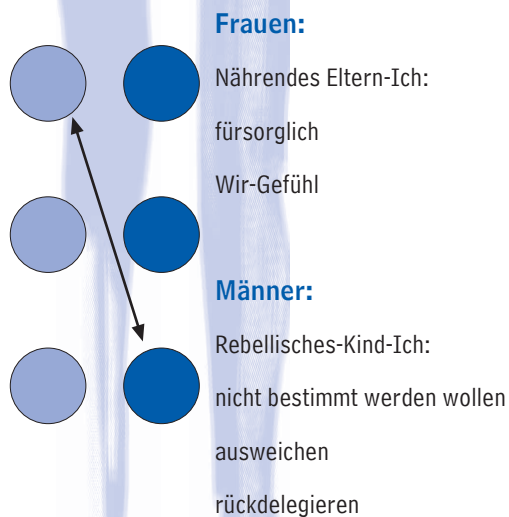 Frauen:
Nährendes Eltern-Ich:
fürsorglich
Wir-Gefühl
Männer:
Rebellisches-Kind-Ich:
nicht bestimmt werden wollen
ausweichen
rückdelegieren